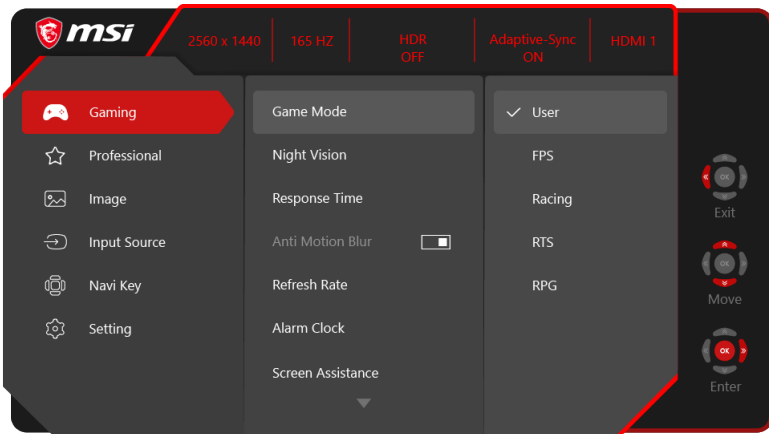 msi
2560 x 1440
165 HZ
HDR
OFF
Adaptive-Sync
ON
HDMI 1
Gaming
Professional
Image
Input Source
Navi Key
Setting
Game Mode
Night Vision
Response Time
Anti Motion Blur
Refresh Rate
Alarm Clock
Screen Assistance
User
FPS
Racing
RTS
RPG
OK
Exit
OK
Move
OK
Enter